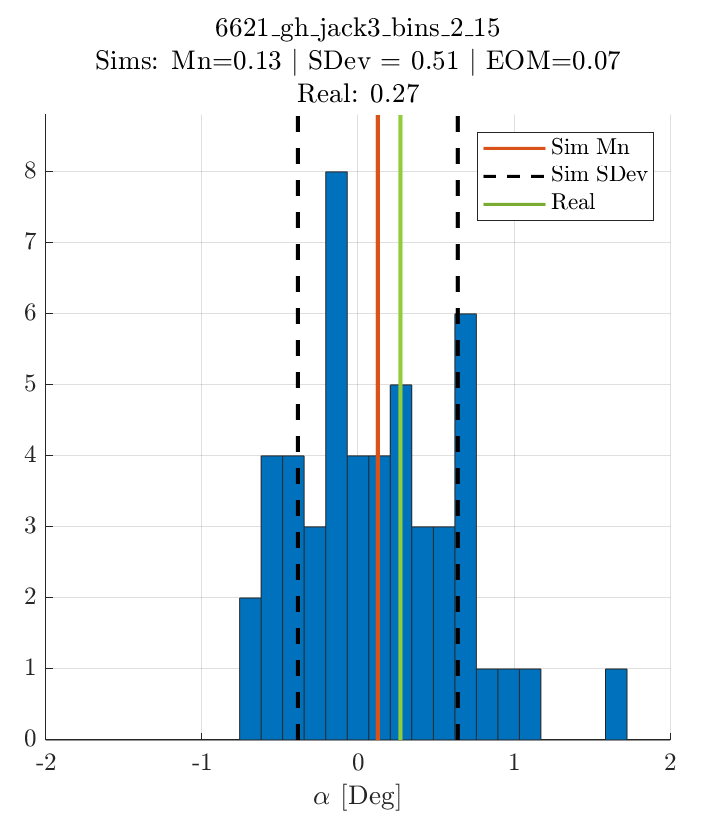 6621_gh_jack3_bins_2_15
Sims: Mn=0.13 | SDev = 0.51 | EOM=0.07
Real: 0.27
Sim Mn
Sim SDev
Real
8
7
6
5
4
3
2
1
0
-2 -1 0 1 2
α [Deg]